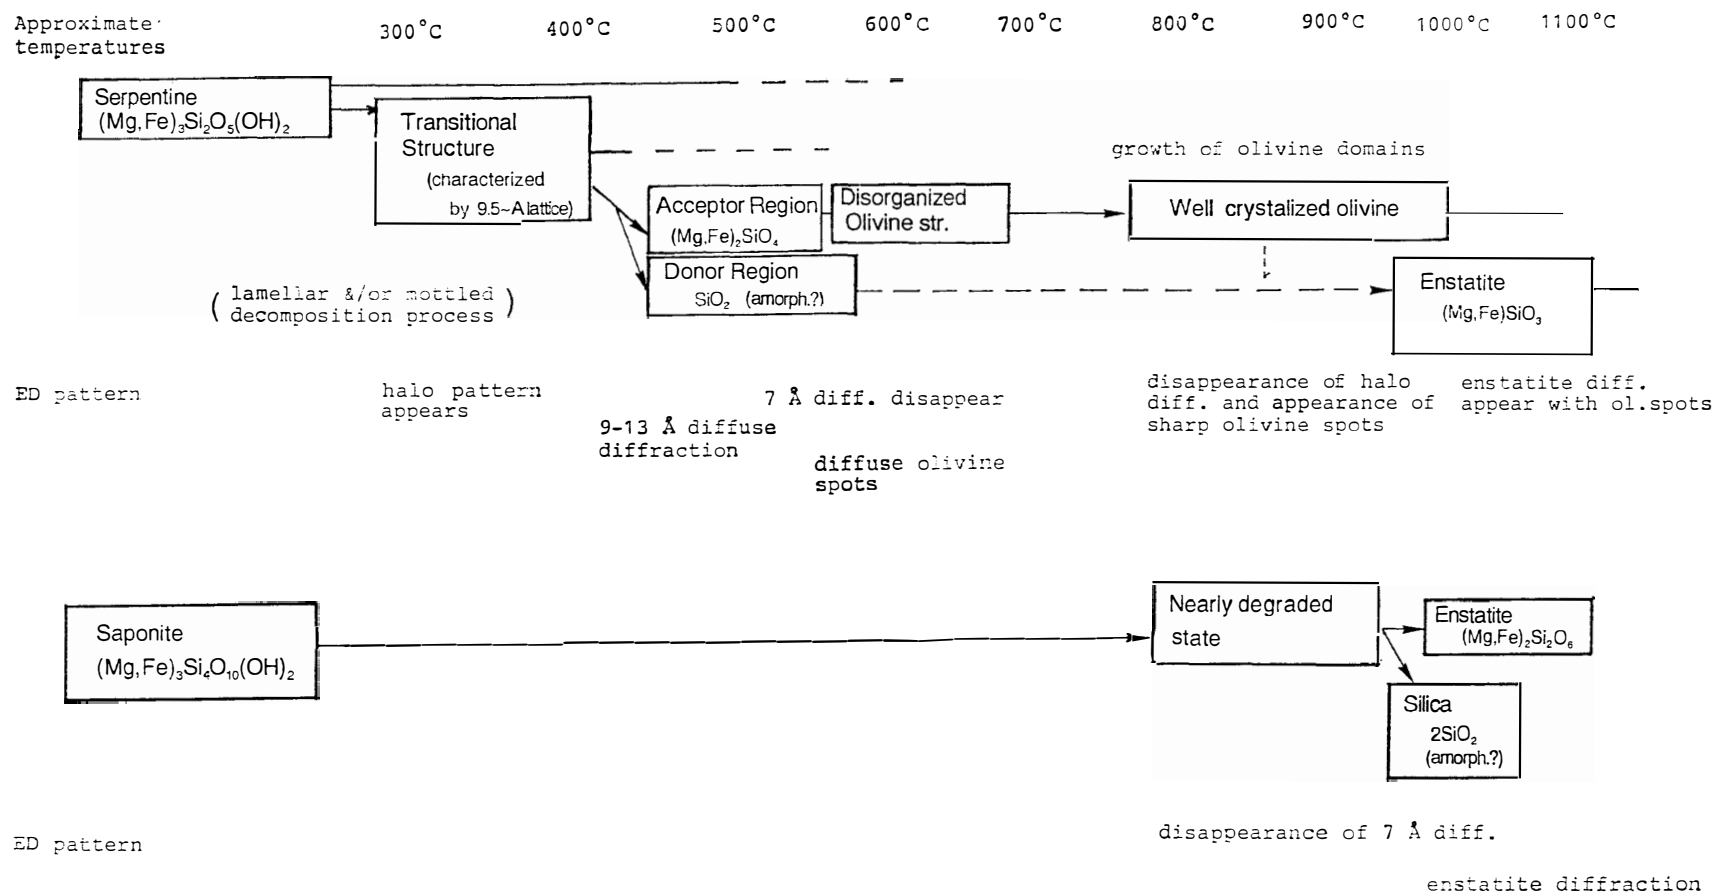 Approximate
temperatures
300°C 400°C 500°C 600°C 700°C 800°C 900°C 1000°C 1100°C
Serpentine
(Mg,Fe)₃Si₂O₅(OH)₂
Transitional
Structure
(characterized
by 9.5~A lattice)
growth of olivine domains
Acceptor Region
(Mg,Fe)₂SiO₄
Disorganized
Olivine str.
Well crystalized olivine
Donor Region
SiO₂ (amorph.?)
Enstatite
(Mg,Fe)SiO₃
(lamellar &/or mottled
decomposition process)
ED pattern
halo pattern
appears
9-13 Å diffuse
diffraction
7 Å diff. disappear
diffuse olivine
spots
disappearance of halo
diff. and appearance of
sharp olivine spots
enstatite diff.
appear with ol.spots
Saponite
(Mg,Fe)₃Si₄O₁₀(OH)₂
Nearly degraded
state
Enstatite
(Mg,Fe)₂Si₂O₆
Silica
2SiO₂
(amorph.?)
ED pattern
disappearance of 7 Å diff.
enstatite diffraction